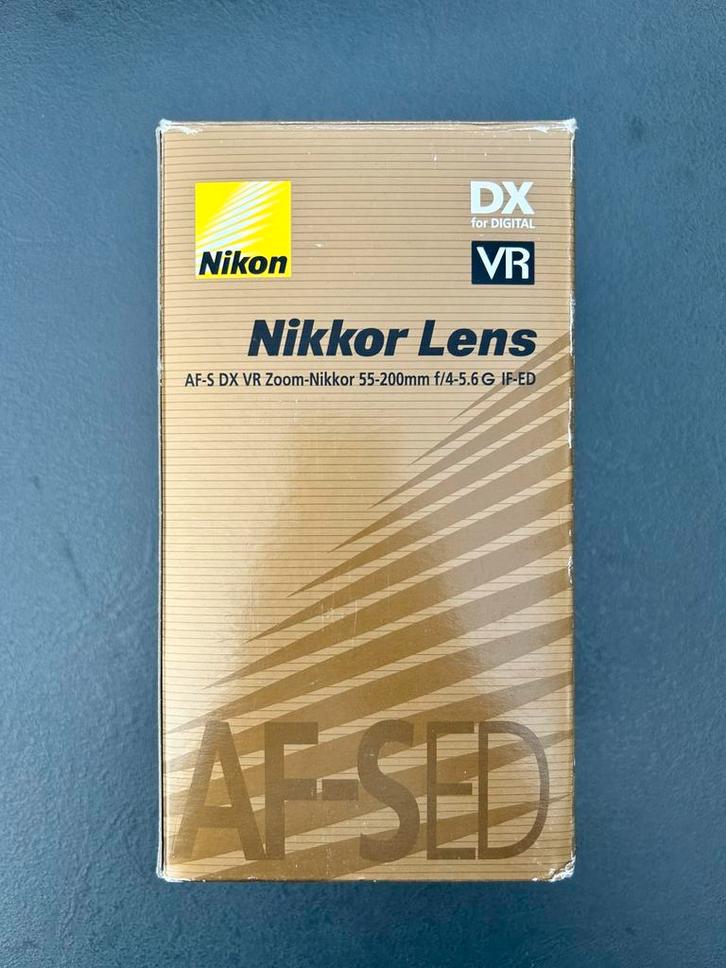 Nikon
DX
for DIGITAL
VR
Nikkor Lens
AF-S DX VR Zoom-Nikkor 55-200mm f/4-5.6 G IF-ED
AF-S ED